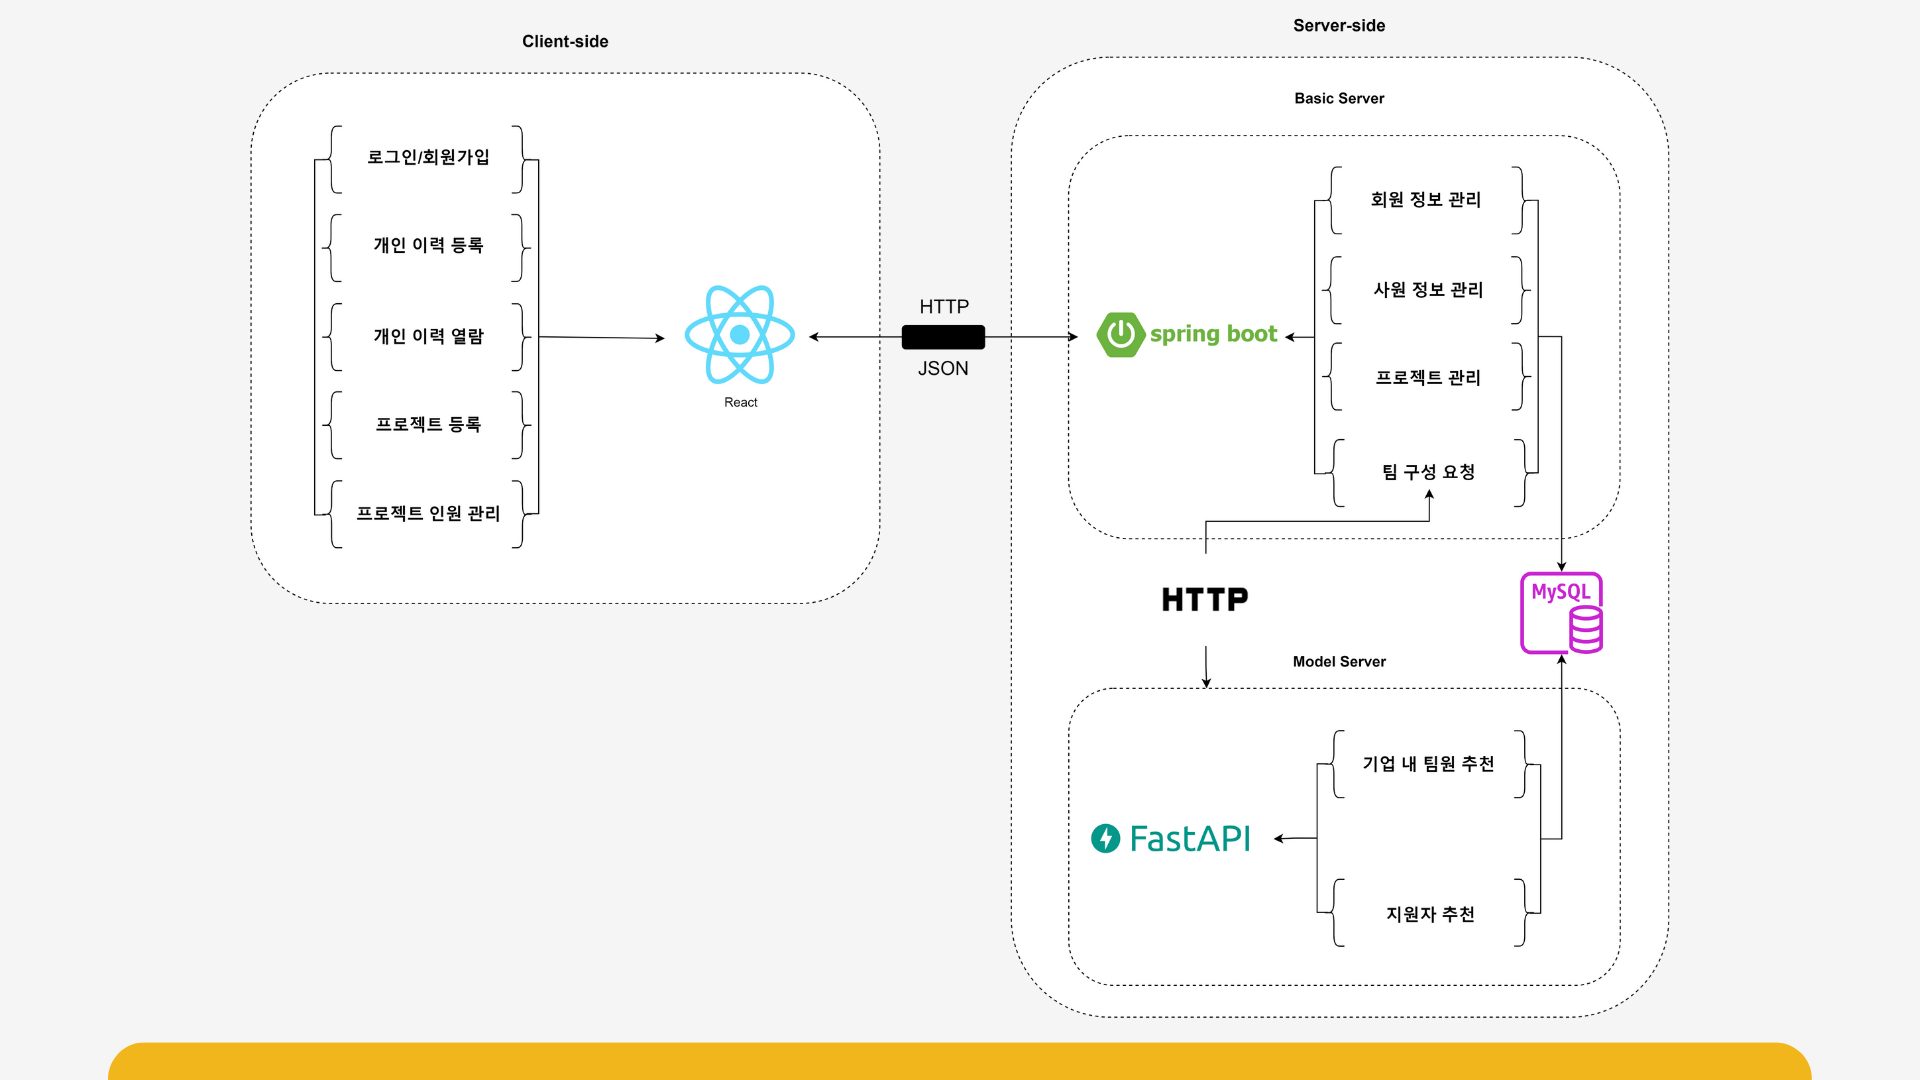 Client-side
로그인/회원가입
개인 이력 등록
개인 이력 열람
프로젝트 등록
프로젝트 인원 관리
React
HTTP
JSON
Server-side
Basic Server
spring boot
회원 정보 관리
사원 정보 관리
프로젝트 관리
팀 구성 요청
HTTP
MySQL
Model Server
FastAPI
기업 내 팀원 추천
지원자 추천